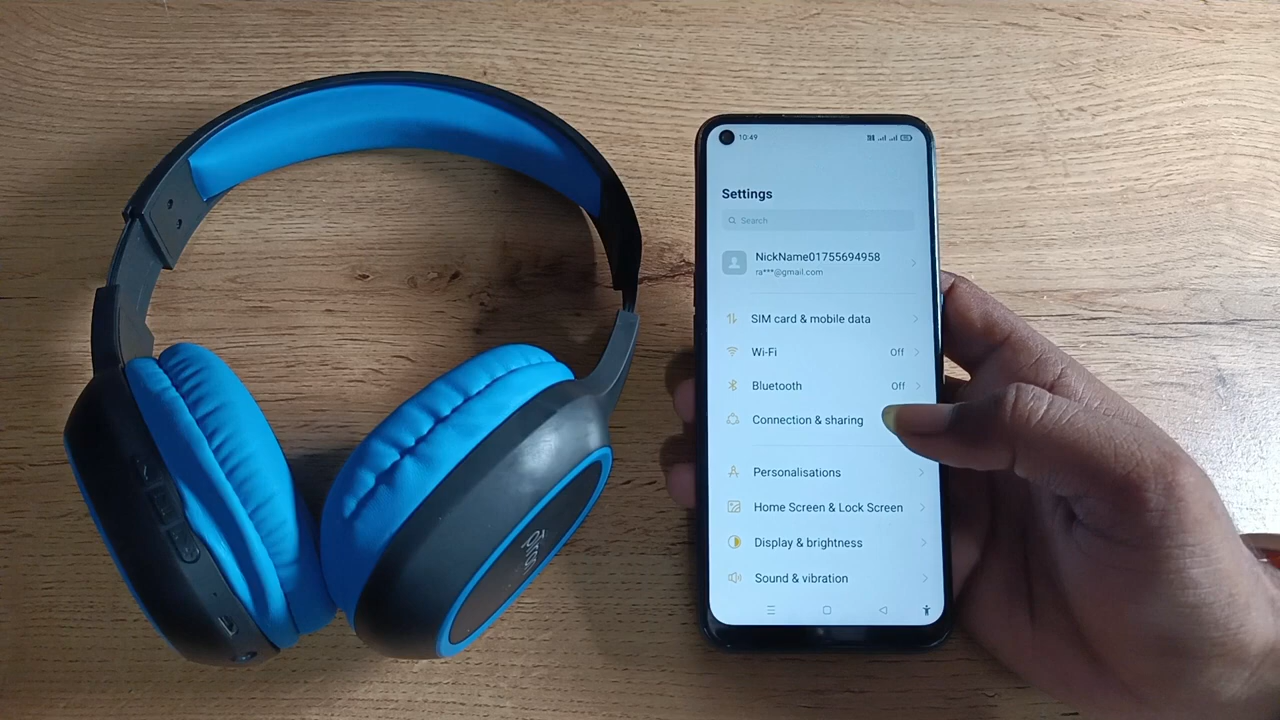 10:49
Settings
Search
NickName01755694958
ra***@gmail.com
SIM card & mobile data
Wi-Fi Off
Bluetooth Off
Connection & sharing
Personalisations
Home Screen & Lock Screen
Display & brightness
Sound & vibration